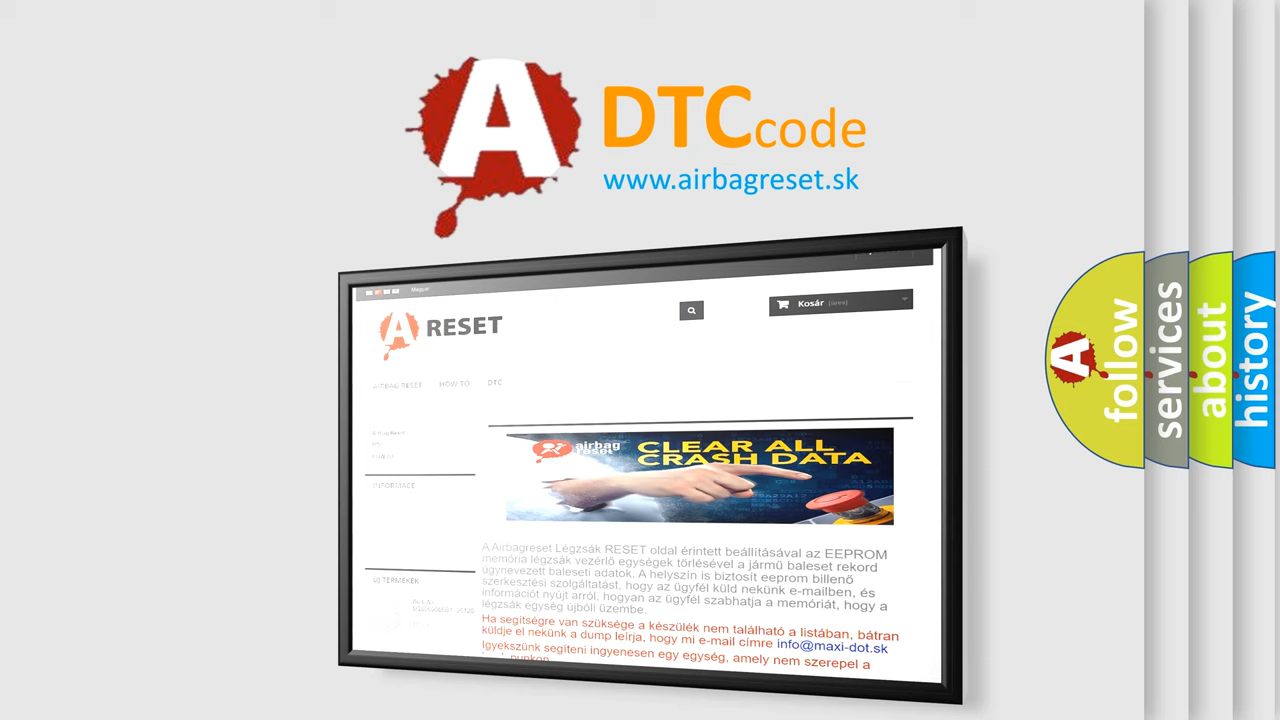 A DTC code
www.airbagreset.sk
Magyar
A RESET
Kosár (üres)
AIRBAG RESET HOW TO DTC
INFORMACE
airbag
reset
CLEAR ALL
CRASH DATA
A Airbagreset Légzsák RESET oldal érintett beállításával az EEPROM
memória légzsák vezérlő egységek törlésével a jármű baleset rekord
úgynevezett baleseti adatok. A helyszín is biztosít eeprom billenő
szerkesztési szolgáltatást, hogy az ügyfél küld nekünk e-mailben, és
információt nyújt arról, hogyan az ügyfél szabhatja a memóriát, hogy a
légzsák egység újbóli üzembe.
Ha segítségre van szüksége a készülék nem található a listában, bátran
küldje el nekünk a dump leírja, hogy mi e-mail címre info@maxi-dot.sk
Igyekszünk segíteni ingyenesen egy egység, amely nem szerepel a
ÚJ TERMÉKEK
A follow
services
about
history